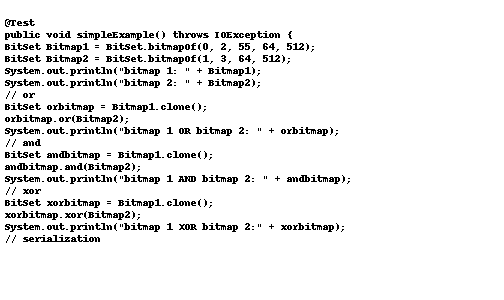 @Test
public void simpleExample() throws IOException {
BitSet Bitmap1 = BitSet.bitmapOf(0, 2, 55, 64, 512);
BitSet Bitmap2 = BitSet.bitmapOf(1, 3, 64, 512);
System.out.println("bitmap 1: " + Bitmap1);
System.out.println("bitmap 2: " + Bitmap2);
// or
BitSet orbitmap = Bitmap1.clone();
orbitmap.or(Bitmap2);
System.out.println("bitmap 1 OR bitmap 2: " + orbitmap);
// and
BitSet andbitmap = Bitmap1.clone();
andbitmap.and(Bitmap2);
System.out.println("bitmap 1 AND bitmap 2: " + andbitmap);
// xor
BitSet xorbitmap = Bitmap1.clone();
xorbitmap.xor(Bitmap2);
System.out.println("bitmap 1 XOR bitmap 2:" + xorbitmap);
// serialization